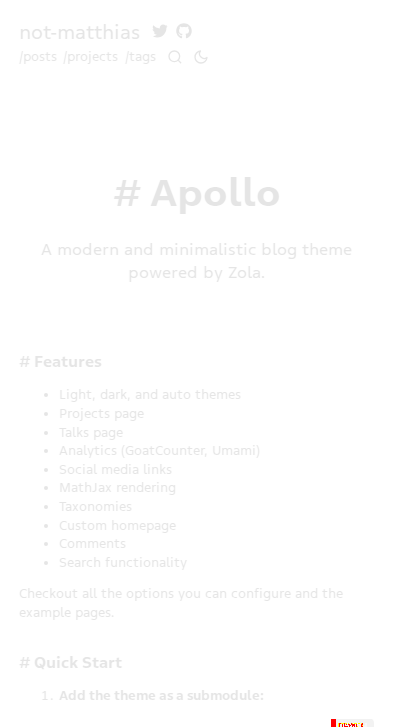 not-matthias
/posts /projects /tags
# Apollo
A modern and minimalistic blog theme
powered by Zola.
# Features
• Light, dark, and auto themes
• Projects page
• Talks page
• Analytics (GoatCounter, Umami)
• Social media links
• MathJax rendering
• Taxonomies
• Custom homepage
• Comments
• Search functionality
Checkout all the options you can configure and the
example pages.
# Quick Start
1. Add the theme as a submodule: